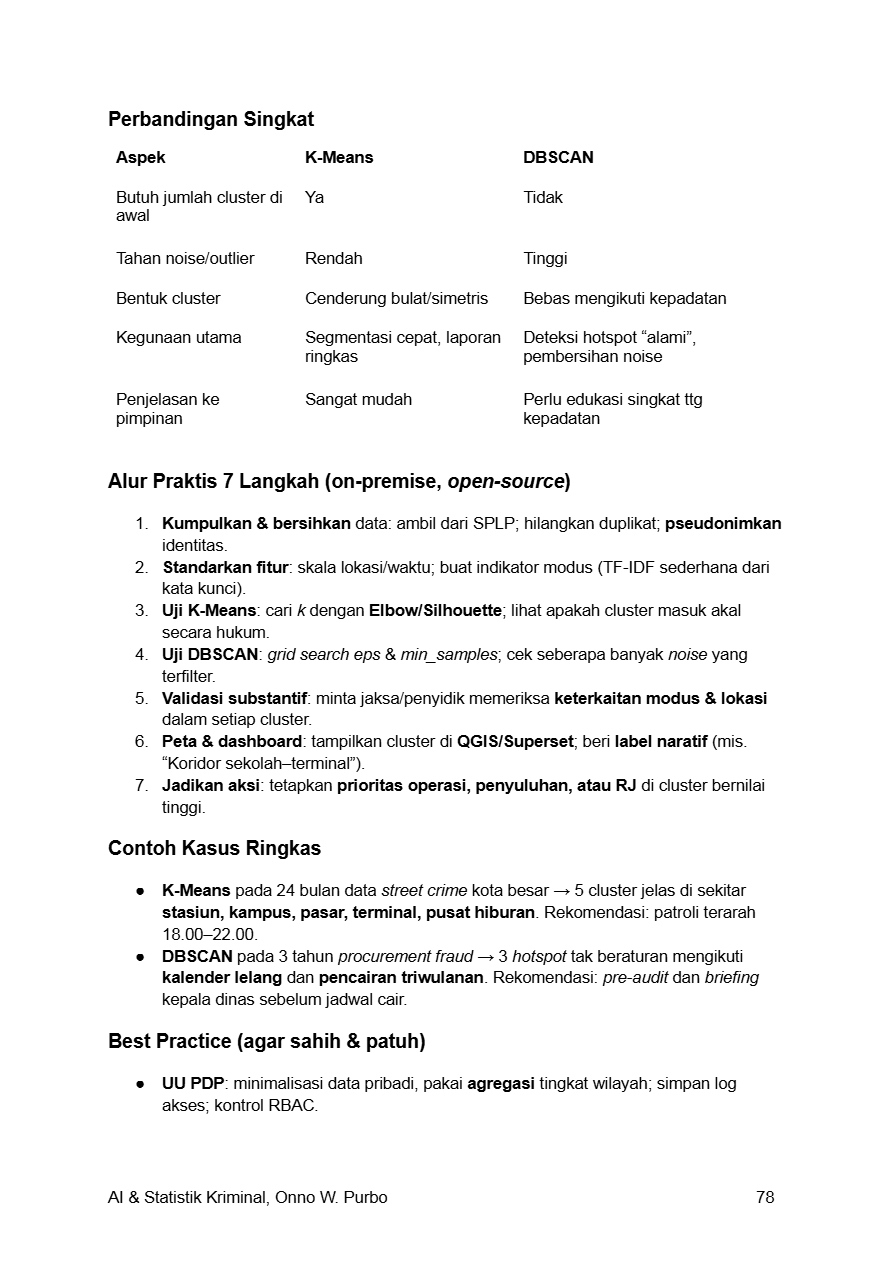 Perbandingan Singkat
Aspek K-Means DBSCAN
Butuh jumlah cluster di Ya Tidak
awal
Tahan noise/outlier Rendah Tinggi
Bentuk cluster Cenderung bulat/simetris Bebas mengikuti kepadatan
Kegunaan utama Segmentasi cepat, laporan Deteksi hotspot “alami”,
ringkas pembersihan noise
Penjelasan ke Sangat mudah Perlu edukasi singkat ttg
pimpinan kepadatan
Alur Praktis 7 Langkah (on-premise, open-source)
1. Kumpulkan & bersihkan data: ambil dari SPLP; hilangkan duplikat; pseudonimkan
identitas.
2. Standarkan fitur: skala lokasi/waktu; buat indikator modus (TF-IDF sederhana dari
kata kunci).
3. Uji K-Means: cari k dengan Elbow/Silhouette; lihat apakah cluster masuk akal
secara hukum.
4. Uji DBSCAN: grid search eps & min_samples; cek seberapa banyak noise yang
terfilter.
5. Validasi substantif: minta jaksa/penyidik memeriksa keterkaitan modus & lokasi
dalam setiap cluster.
6. Peta & dashboard: tampilkan cluster di QGIS/Superset; beri label naratif (mis.
“Koridor sekolah–terminal”).
7. Jadikan aksi: tetapkan prioritas operasi, penyuluhan, atau RJ di cluster bernilai
tinggi.
Contoh Kasus Ringkas
● K-Means pada 24 bulan data street crime kota besar → 5 cluster jelas di sekitar
stasiun, kampus, pasar, terminal, pusat hiburan. Rekomendasi: patroli terarah
18.00–22.00.
● DBSCAN pada 3 tahun procurement fraud → 3 hotspot tak beraturan mengikuti
kalender lelang dan pencairan triwulanan. Rekomendasi: pre-audit dan briefing
kepala dinas sebelum jadwal cair.
Best Practice (agar sahih & patuh)
● UU PDP: minimalisasi data pribadi, pakai agregasi tingkat wilayah; simpan log
akses; kontrol RBAC.
AI & Statistik Kriminal, Onno W. Purbo 78